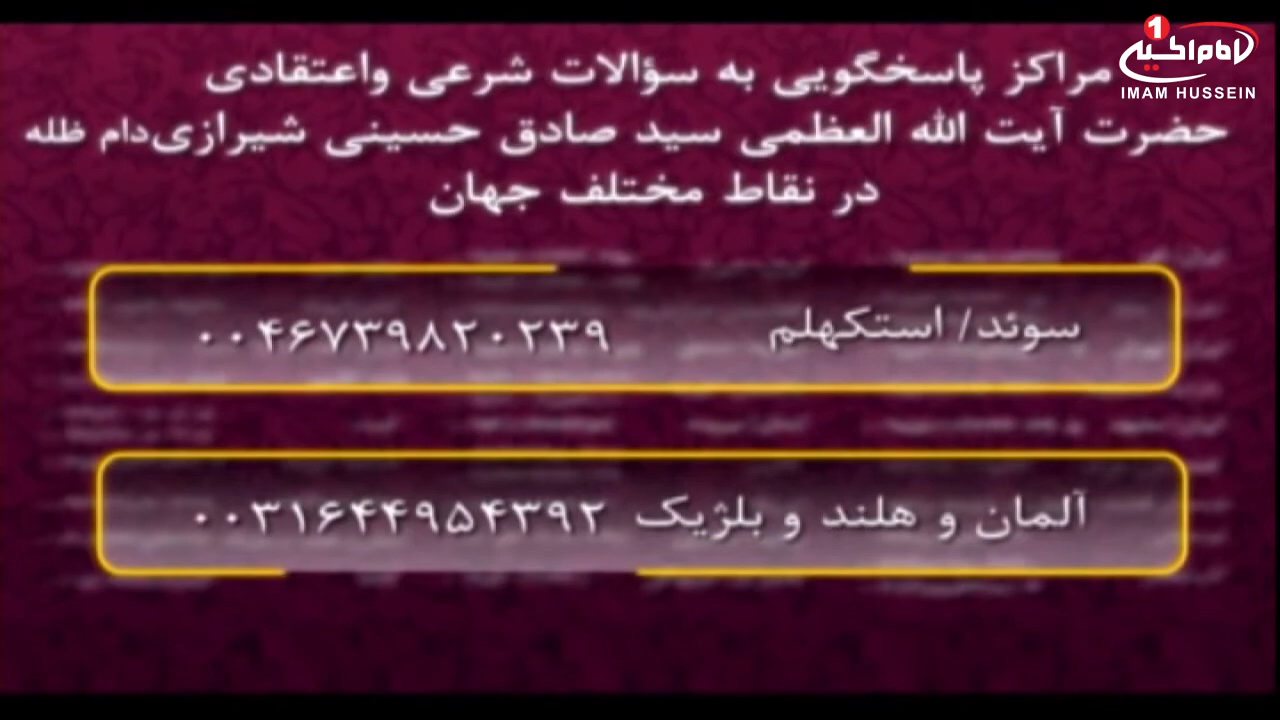 امام حسین 1
IMAM HUSSEIN
مراکز پاسخگویی به سؤالات شرعی واعتقادی
حضرت آیت الله العظمی سید صادق حسینی شیرازی دام ظله
در نقاط مختلف جهان
سوئد/ استکهلم ۰۰۴۶۷۳۹۸۲۰۲۳۹
آلمان و هلند و بلژیک ۰۰۳۱۶۴۴۹۵۴۳۹۲